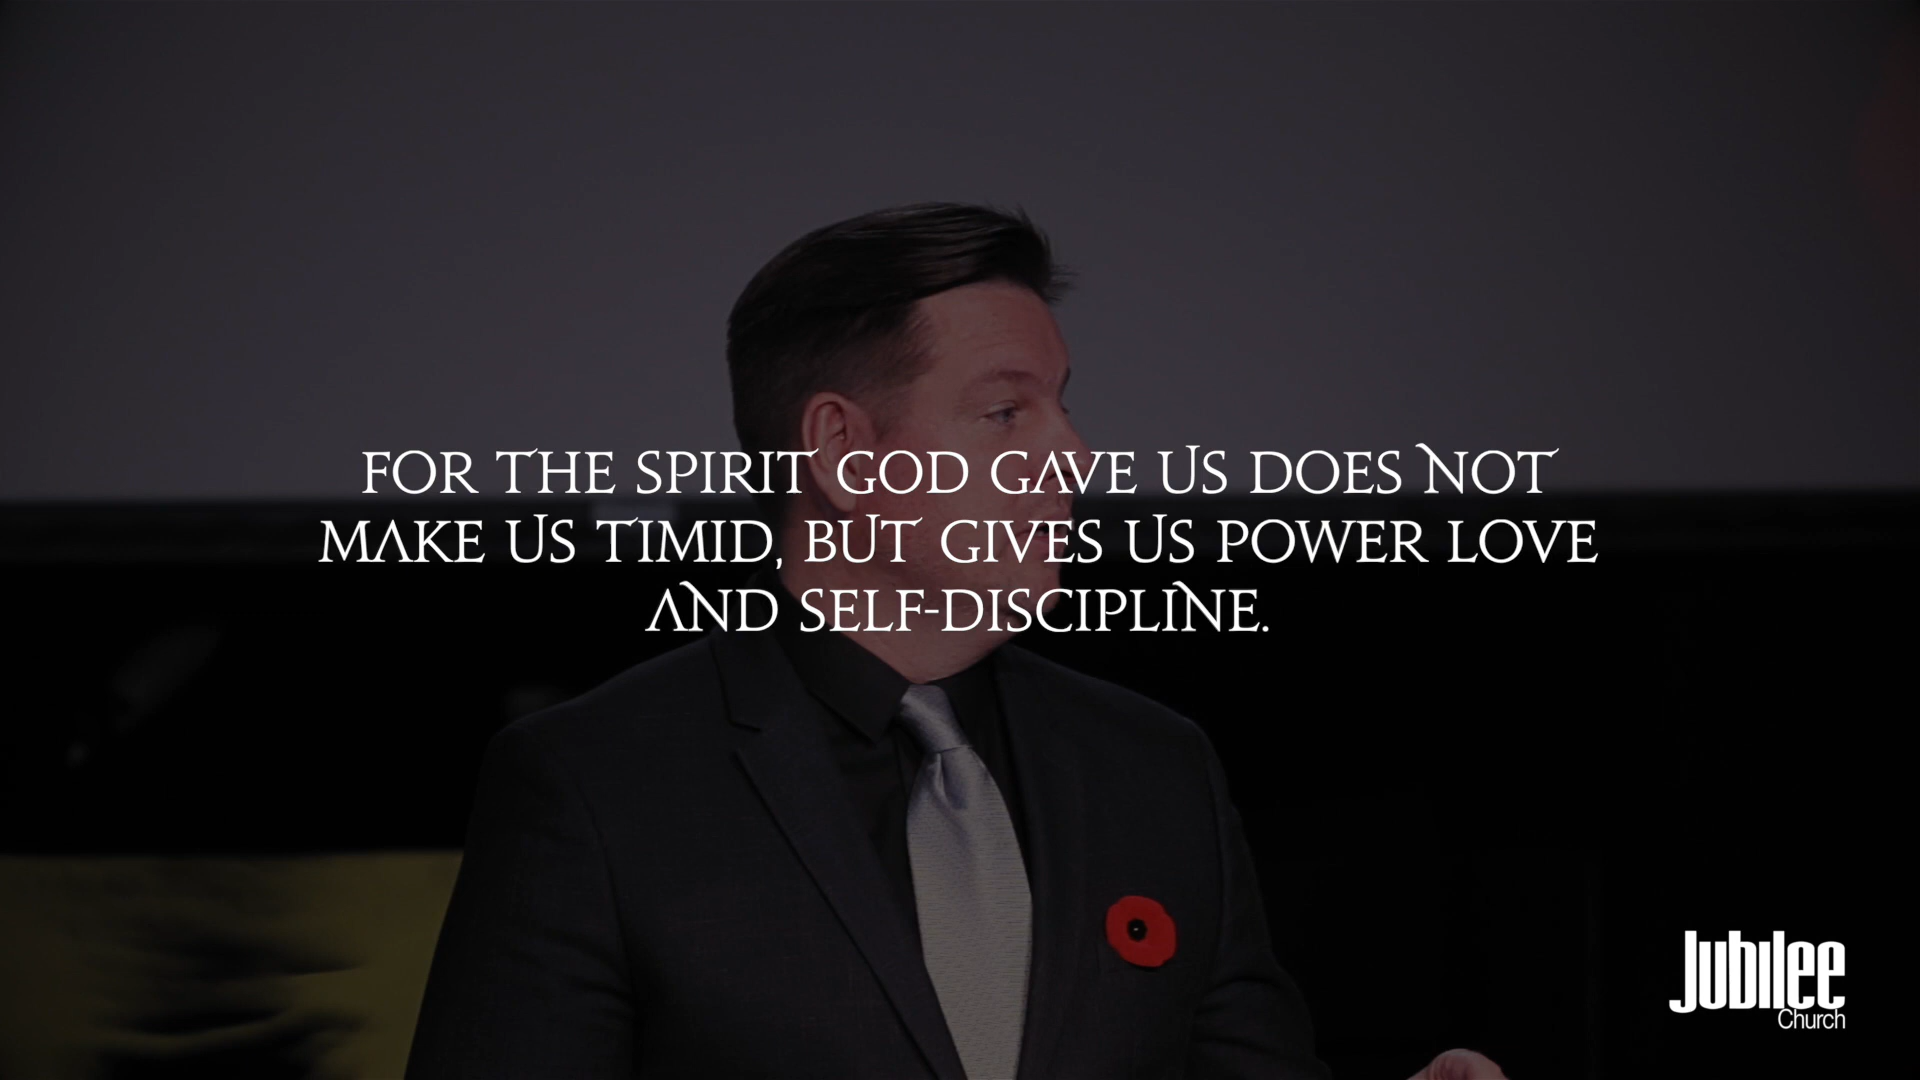 FOR THE SPIRIT GOD GAVE US DOES NOT
MAKE US TIMID, BUT GIVES US POWER LOVE
AND SELF-DISCIPLINE.
Jubilee
Church